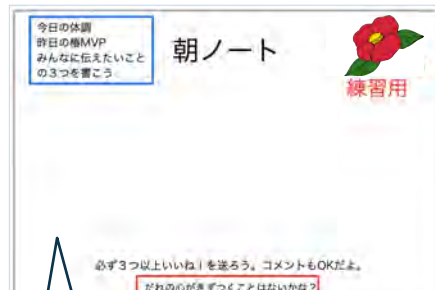 今日の体調
昨日の椿MVP
みんなに伝えたいこと
の3つを書こう
朝ノート
練習用
必ず3つ以上いいね！を送ろう。コメントもOKだよ。
だれの心がきずつくことはないかな？